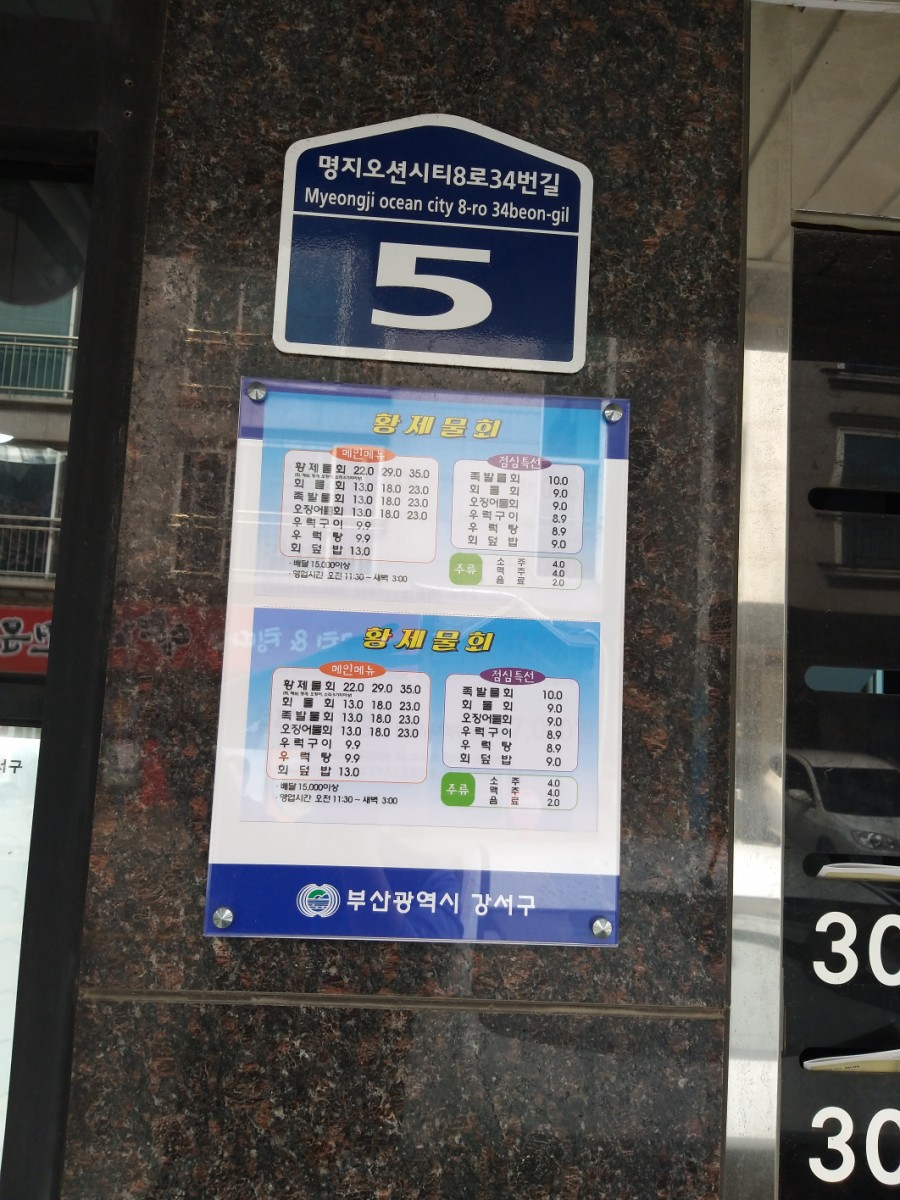 명지오션시티8로34번길
Myeongji ocean city 8-ro 34beon-gil
5
황제물회
메인메뉴
황제물회 22.0 29.0 35.0
회물회 13.0 18.0 23.0
족발물회 13.0 18.0 23.0
오징어물회 13.0 18.0 23.0
우럭구이 9.9
우럭탕 9.9
회덮밥 13.0
·배달 15,000이상
·영업시간 오전 11:30 ~ 새벽 3:00
점심특선
족발물회 10.0
회물회 9.0
오징어물회 9.0
우럭구이 8.9
우럭탕 8.9
회덮밥 9.0
주류
소주 4.0
맥주 4.0
음료 2.0
황제물회
메인메뉴
황제물회 22.0 29.0 35.0
회물회 13.0 18.0 23.0
족발물회 13.0 18.0 23.0
오징어물회 13.0 18.0 23.0
우럭구이 9.9
우럭탕 9.9
회덮밥 13.0
·배달 15,000이상
·영업시간 오전 11:30 ~ 새벽 3:00
점심특선
족발물회 10.0
회물회 9.0
오징어물회 9.0
우럭구이 8.9
우럭탕 8.9
회덮밥 9.0
주류
소주 4.0
맥주 4.0
음료 2.0
부산광역시 강서구
서구
30
30